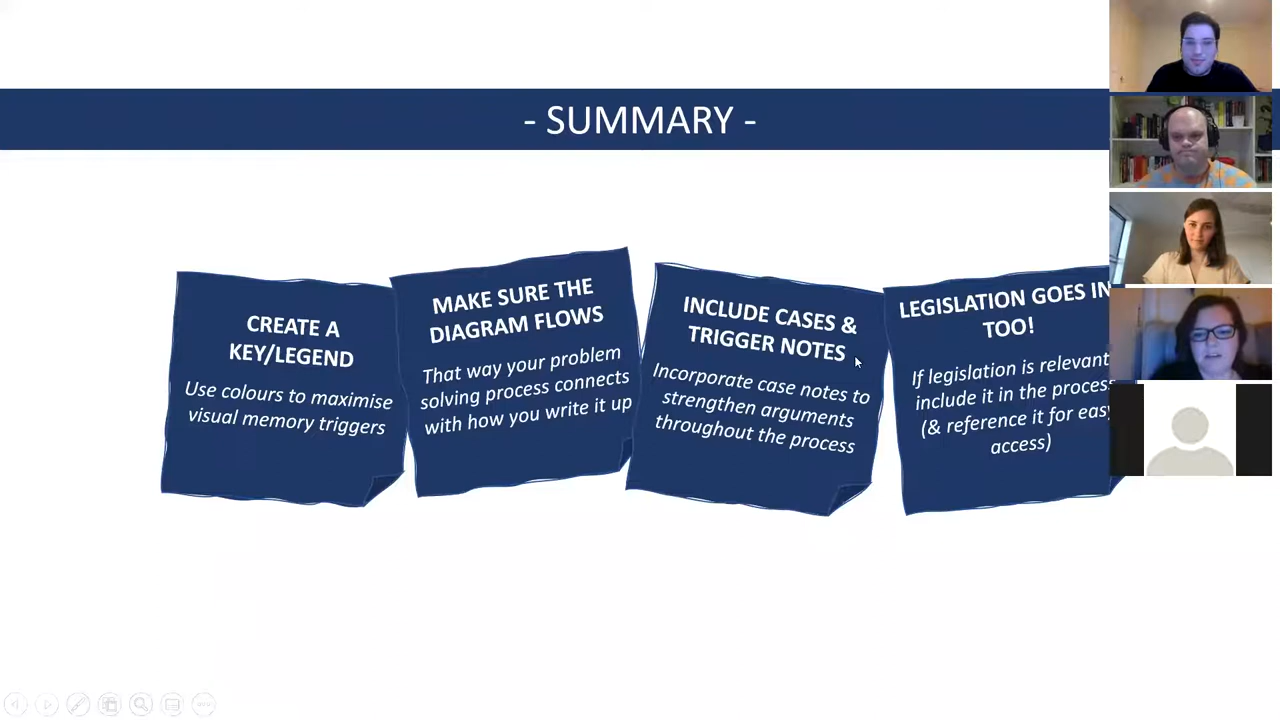 - SUMMARY -
CREATE A
KEY/LEGEND
Use colours to maximise
visual memory triggers
MAKE SURE THE
DIAGRAM FLOWS
That way your problem
solving process connects
with how you write it up
INCLUDE CASES &
TRIGGER NOTES
Incorporate case notes to
strengthen arguments
throughout the process
LEGISLATION GOES IN
TOO!
If legislation is relevant
include it in the process
(& reference it for easy
access)